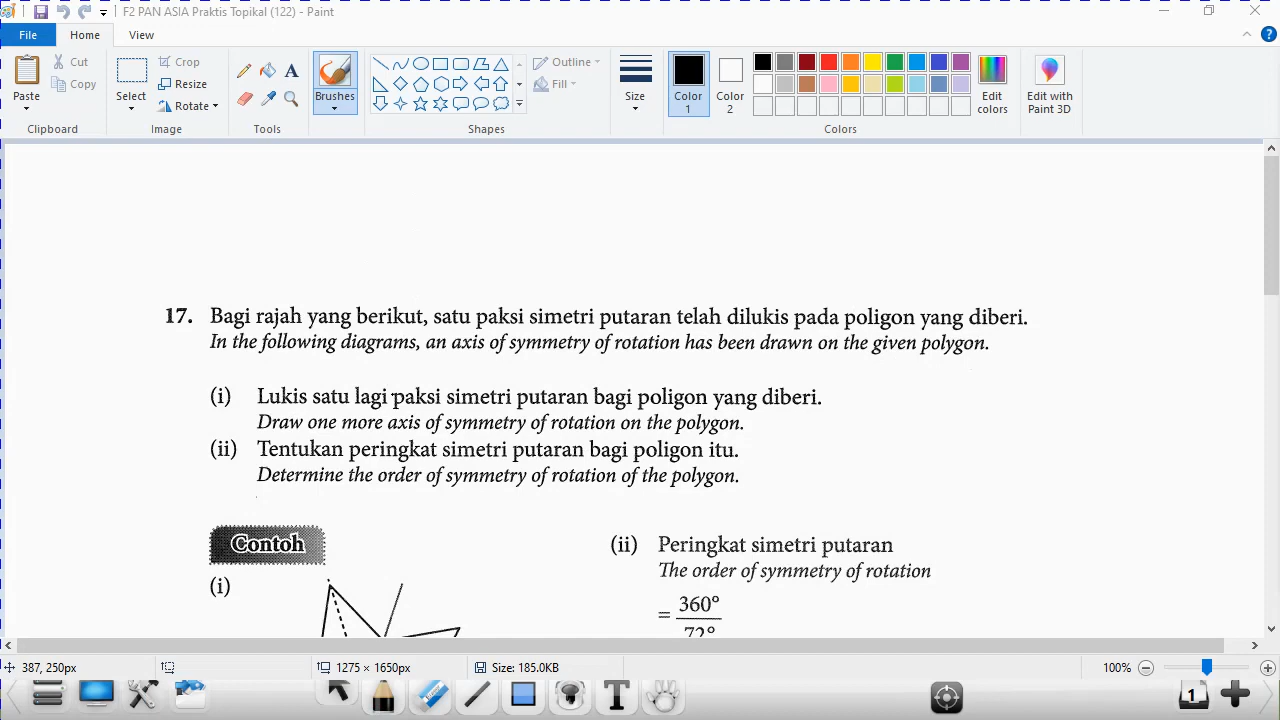 F2 PAN ASIA Praktis Topikal (122) - Paint
File Home View
Paste Cut Copy
Clipboard
Select Crop Resize Rotate
Image
Tools
Brushes
Shapes
Outline Fill
Size
Color 1
Color 2
Colors
Edit colors
Edit with Paint 3D
17. Bagi rajah yang berikut, satu paksi simetri putaran telah dilukis pada poligon yang diberi.
In the following diagrams, an axis of symmetry of rotation has been drawn on the given polygon.
(i) Lukis satu lagi paksi simetri putaran bagi poligon yang diberi.
Draw one more axis of symmetry of rotation on the polygon.
(ii) Tentukan peringkat simetri putaran bagi poligon itu.
Determine the order of symmetry of rotation of the polygon.
Contoh
(i)
(ii) Peringkat simetri putaran
The order of symmetry of rotation
= 360°
72°
387, 250px 1275 × 1650px Size: 185.0KB 100%
T 1